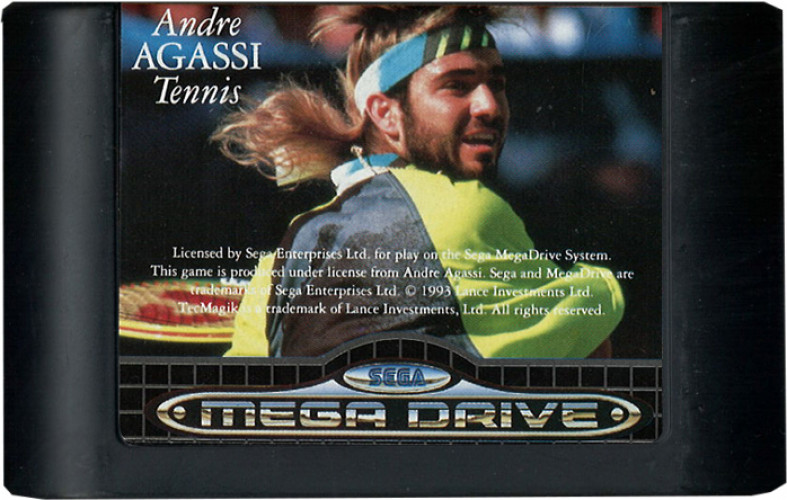 Andre
AGASSI
Tennis
Licensed by Sega Enterprises Ltd. for play on the Sega MegaDrive System.
This game is produced under license from Andre Agassi. Sega and MegaDrive are
trademarks of Sega Enterprises Ltd. © 1993 Lance Investments Ltd.
TecMagik is a trademark of Lance Investments, Ltd. All rights reserved.
SEGA
MEGA DRIVE